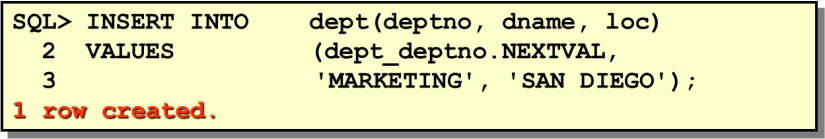 SQL> INSERT INTO dept(deptno, dname, loc)
2 VALUES (dept_deptno.NEXTVAL,
3 'MARKETING', 'SAN DIEGO');
1 row created.